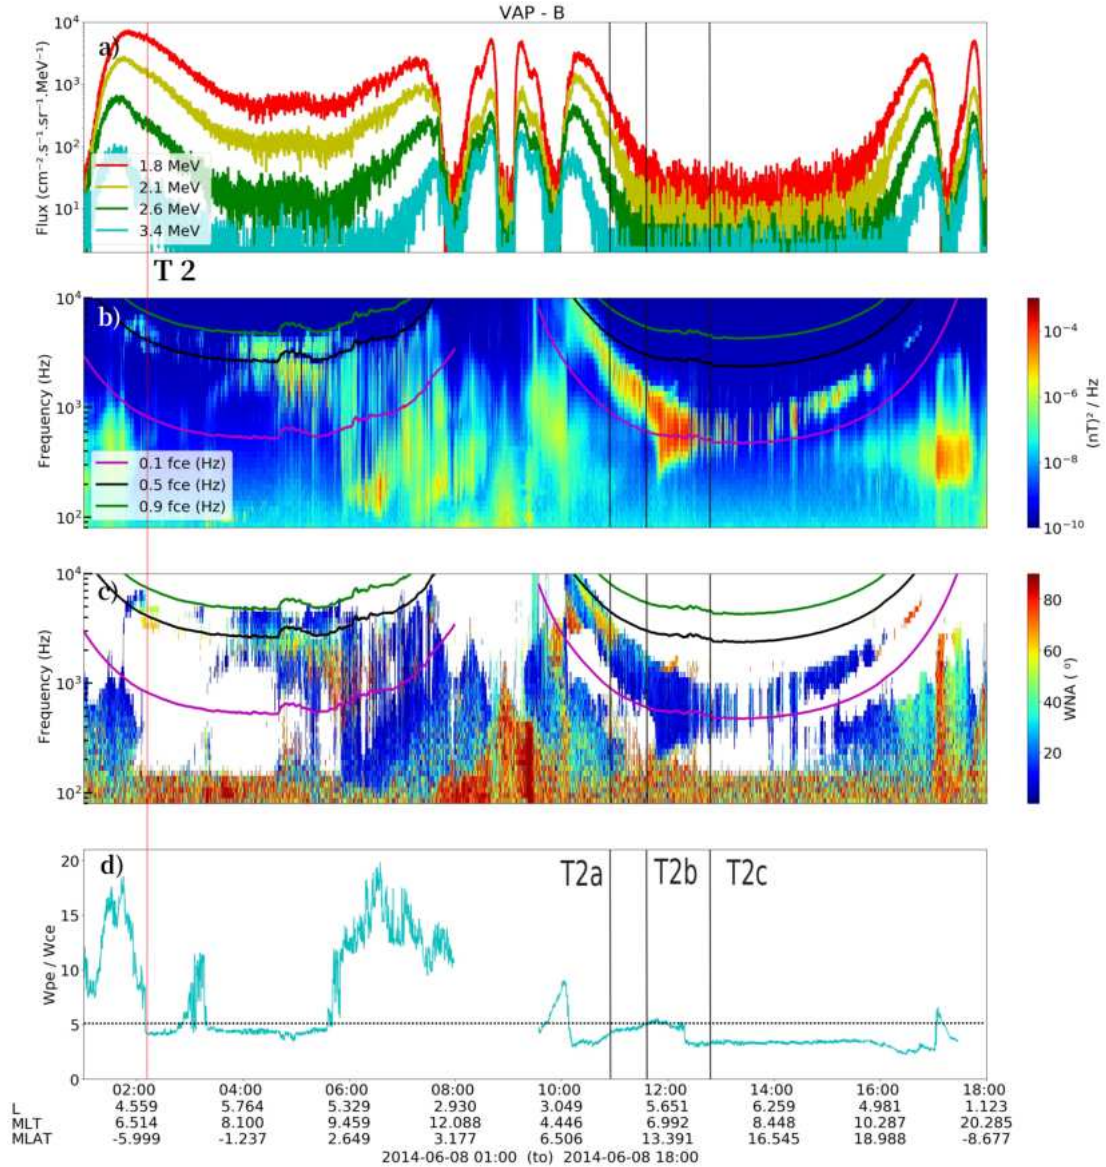 VAP - B
a)
10⁴
10³
10²
10¹
Flux (cm⁻².s⁻¹.sr⁻¹.MeV⁻¹)
1.8 MeV
2.1 MeV
2.6 MeV
3.4 MeV
T 2
b)
10⁴
10³
10²
Frequency (Hz)
0.1 fce (Hz)
0.5 fce (Hz)
0.9 fce (Hz)
10⁻⁴
10⁻⁶
10⁻⁸
10⁻¹⁰
(nT)² / Hz
c)
10⁴
10³
10²
Frequency (Hz)
80
60
40
20
WNA ( ⁰)
d)
T2a T2b T2c
20
15
10
5
0
Wpe / Wce
02:00 04:00 06:00 08:00 10:00 12:00 14:00 16:00 18:00
L 4.559 5.764 5.329 2.930 3.049 5.651 6.259 4.981 1.123
MLT 6.514 8.100 9.459 12.088 4.446 6.992 8.448 10.287 20.285
MLAT -5.999 -1.237 2.649 3.177 6.506 13.391 16.545 18.988 -8.677
2014-06-08 01:00 (to) 2014-06-08 18:00